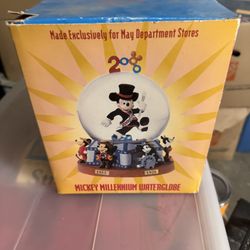 Made Exclusively for May Department Stores
2000
MICKEY MILLENNIUM WATERGLOBE